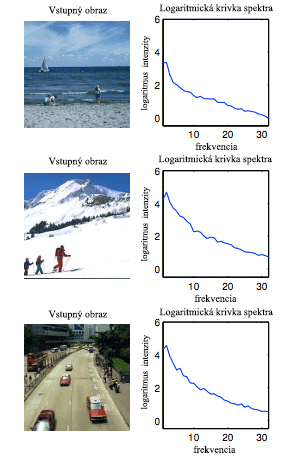 Vstupný obraz
Logaritmická krivka spektra
logaritmus intenzity
6
4
2
0
10 20 30
frekvencia
Vstupný obraz
Logaritmická krivka spektra
logaritmus intenzity
6
4
2
0
10 20 30
frekvencia
Vstupný obraz
Logaritmická krivka spektra
logaritmus intenzity
6
4
2
0
10 20 30
frekvencia